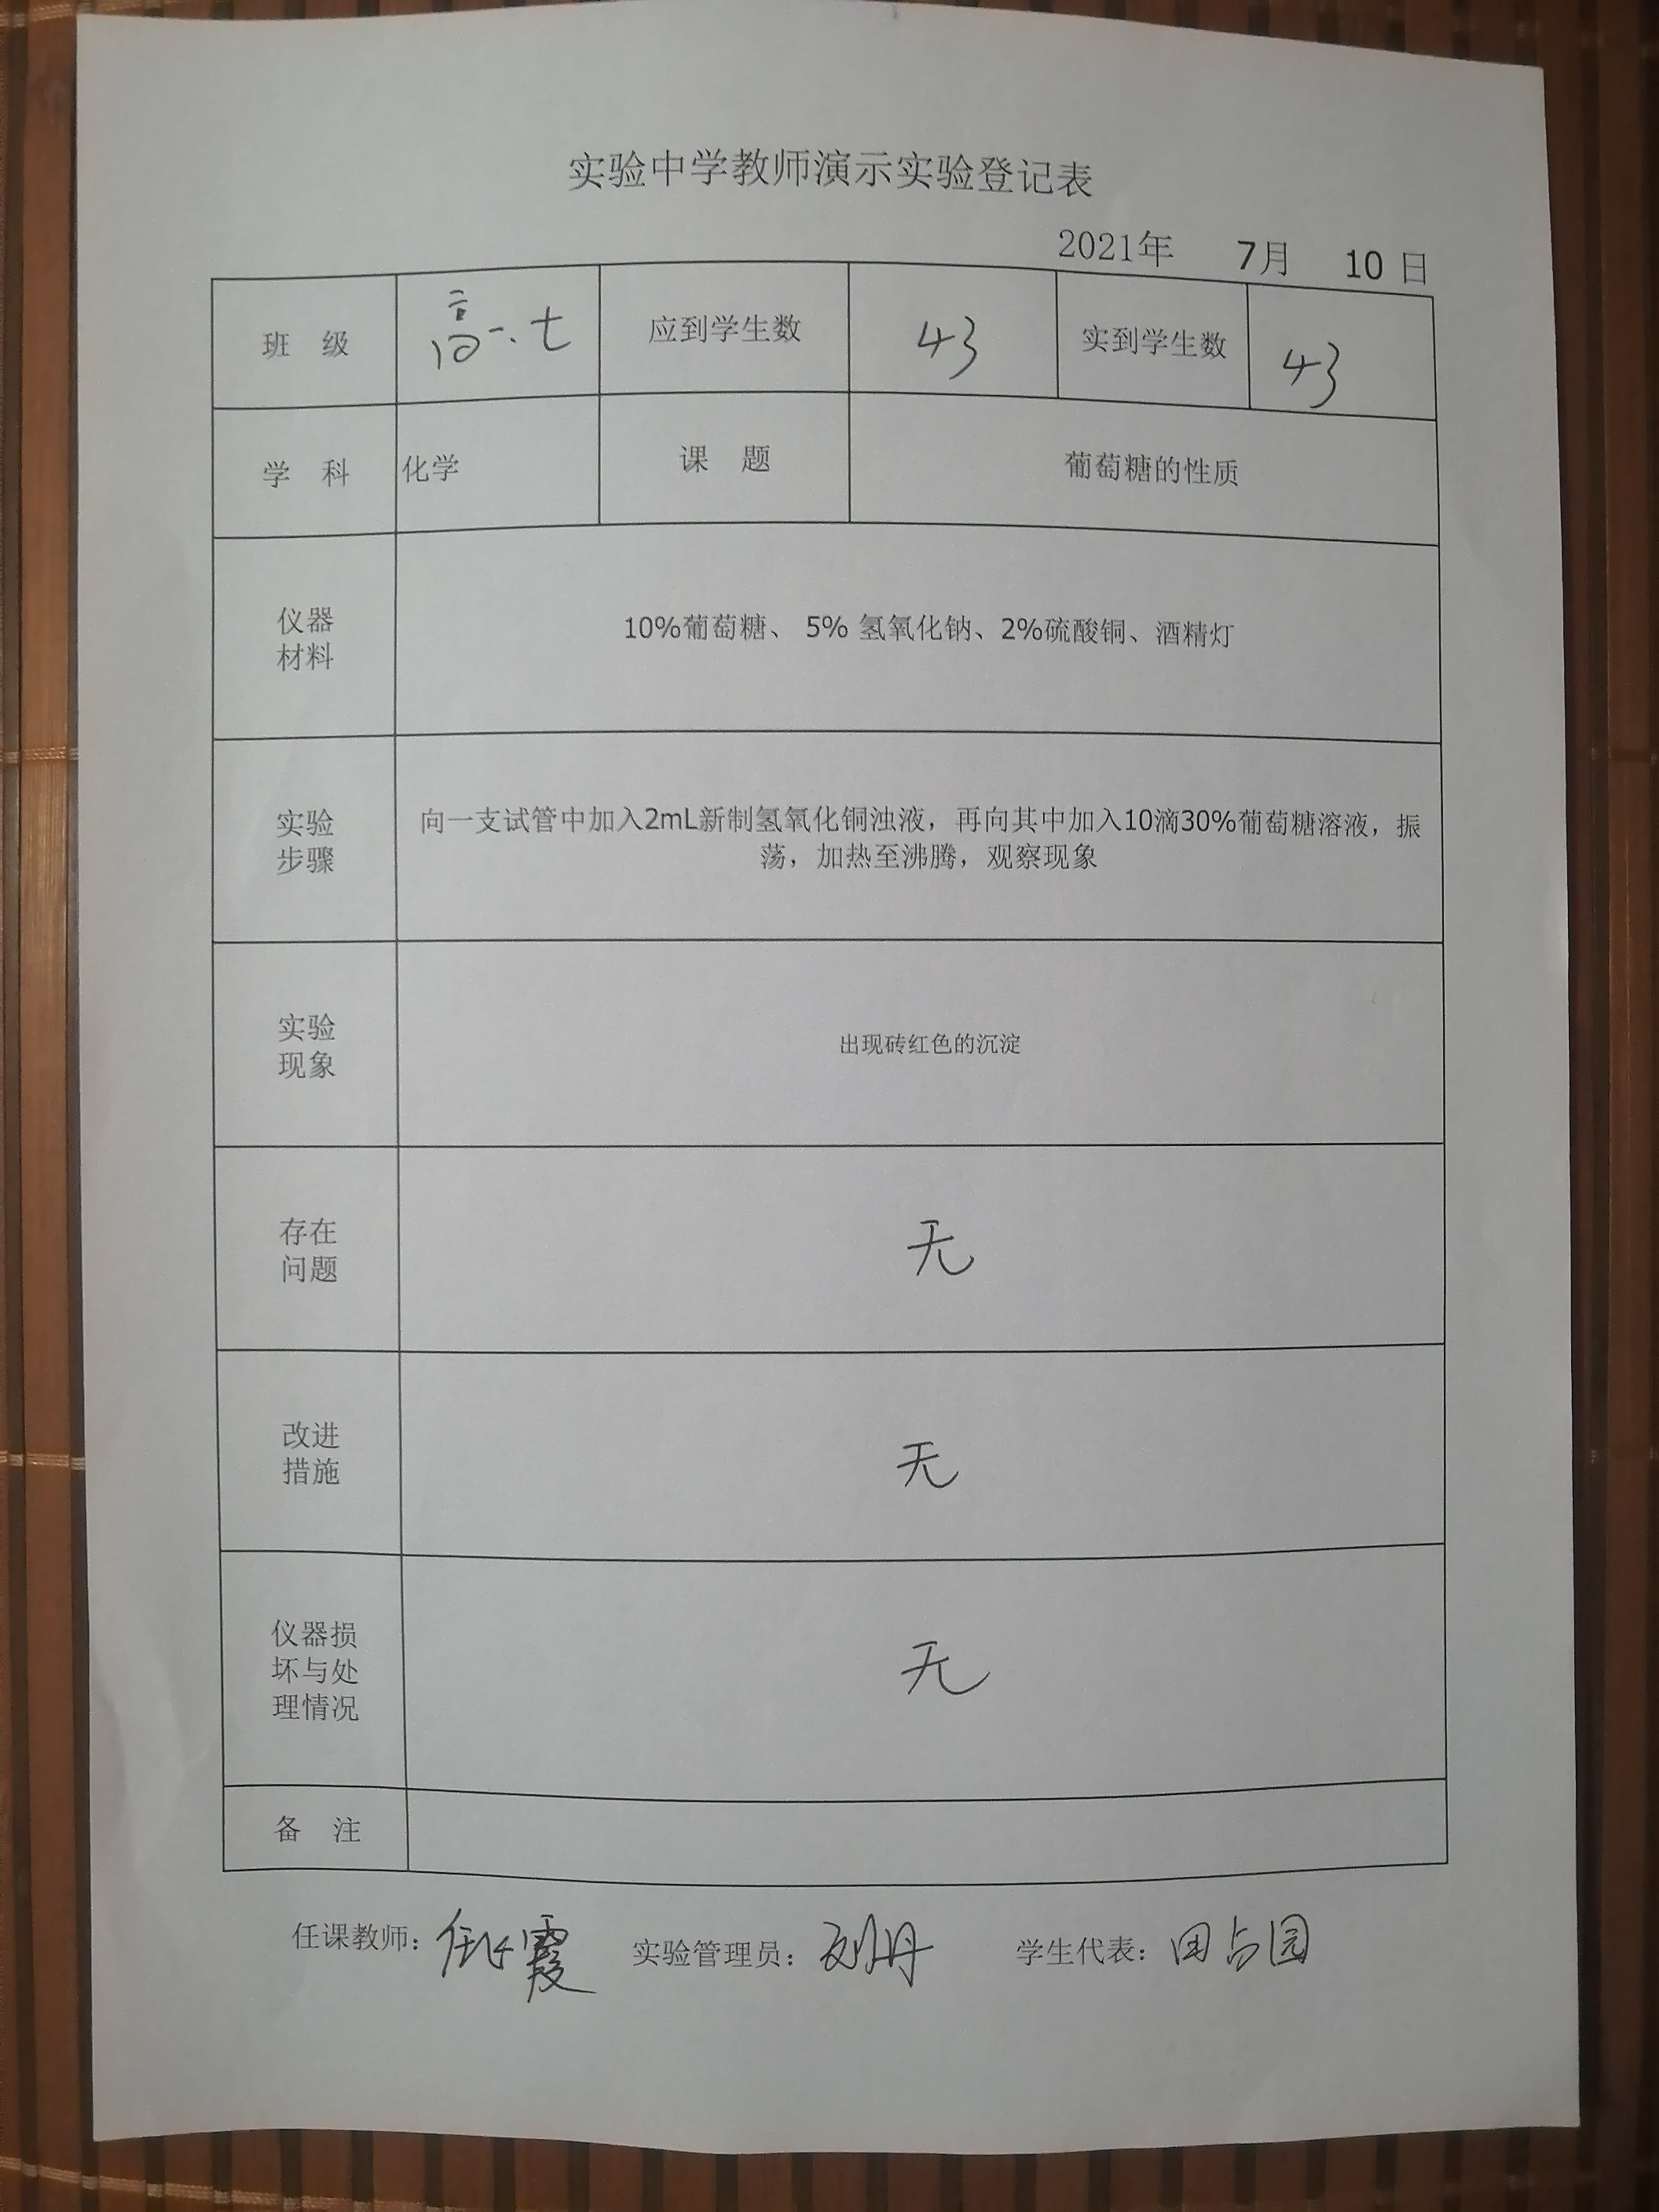 实验中学教师演示实验登记表
2021年 7月 10 日
班 级 高一.七 应到学生数 43 实到学生数 43
学 科 化学 课 题 葡萄糖的性质
仪器
材料
10%葡萄糖、 5% 氢氧化钠、2%硫酸铜、酒精灯
实验
步骤
向一支试管中加入2mL新制氢氧化铜浊液，再向其中加入10滴30%葡萄糖溶液，振
荡，加热至沸腾，观察现象
实验
现象
出现砖红色的沉淀
存在
问题
无
改进
措施
无
仪器损
坏与处
理情况
无
备 注
任课教师： 实验管理员：刘丹 学生代表：田占园